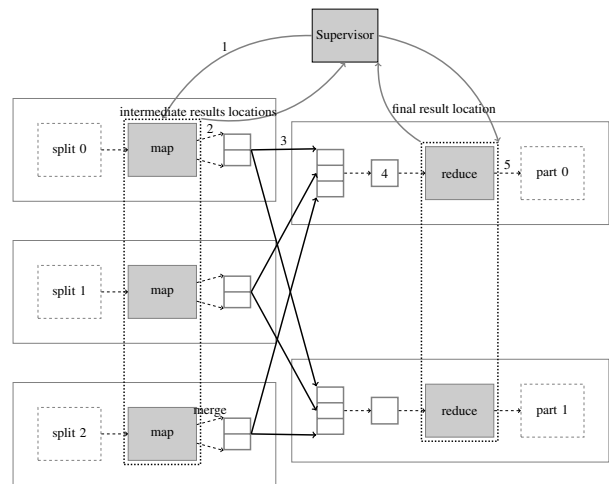 Supervisor
1
intermediate results locations
final result location
split 0
map
2
3
4
reduce
5
part 0
split 1
map
merge
split 2
map
reduce
part 1